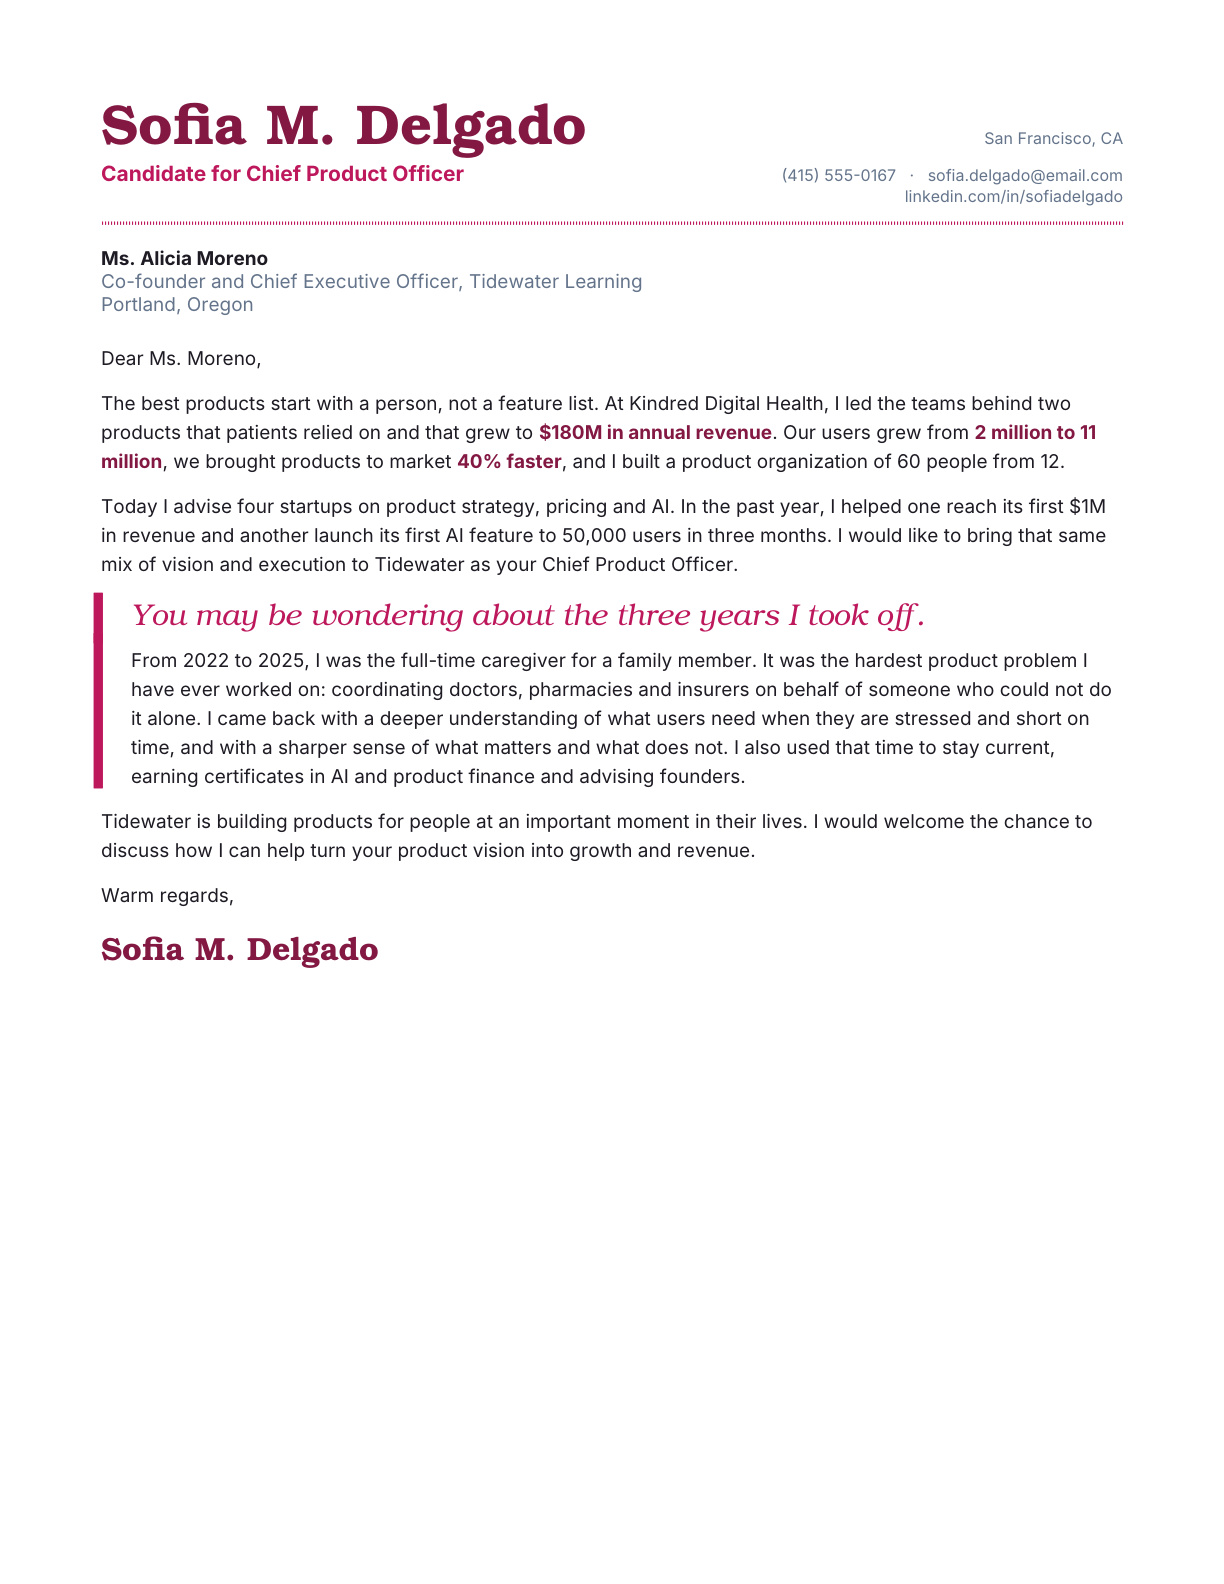 Sofia M. Delgado
San Francisco, CA
Candidate for Chief Product Officer
(415) 555-0167 · sofia.delgado@email.com
linkedin.com/in/sofiadelgado
Ms. Alicia Moreno
Co-founder and Chief Executive Officer, Tidewater Learning
Portland, Oregon
Dear Ms. Moreno,
The best products start with a person, not a feature list. At Kindred Digital Health, I led the teams behind two
products that patients relied on and that grew to $180M in annual revenue. Our users grew from 2 million to 11
million, we brought products to market 40% faster, and I built a product organization of 60 people from 12.
Today I advise four startups on product strategy, pricing and AI. In the past year, I helped one reach its first $1M
in revenue and another launch its first AI feature to 50,000 users in three months. I would like to bring that same
mix of vision and execution to Tidewater as your Chief Product Officer.
You may be wondering about the three years I took off.
From 2022 to 2025, I was the full-time caregiver for a family member. It was the hardest product problem I
have ever worked on: coordinating doctors, pharmacies and insurers on behalf of someone who could not do
it alone. I came back with a deeper understanding of what users need when they are stressed and short on
time, and with a sharper sense of what matters and what does not. I also used that time to stay current,
earning certificates in AI and product finance and advising founders.
Tidewater is building products for people at an important moment in their lives. I would welcome the chance to
discuss how I can help turn your product vision into growth and revenue.
Warm regards,
Sofia M. Delgado